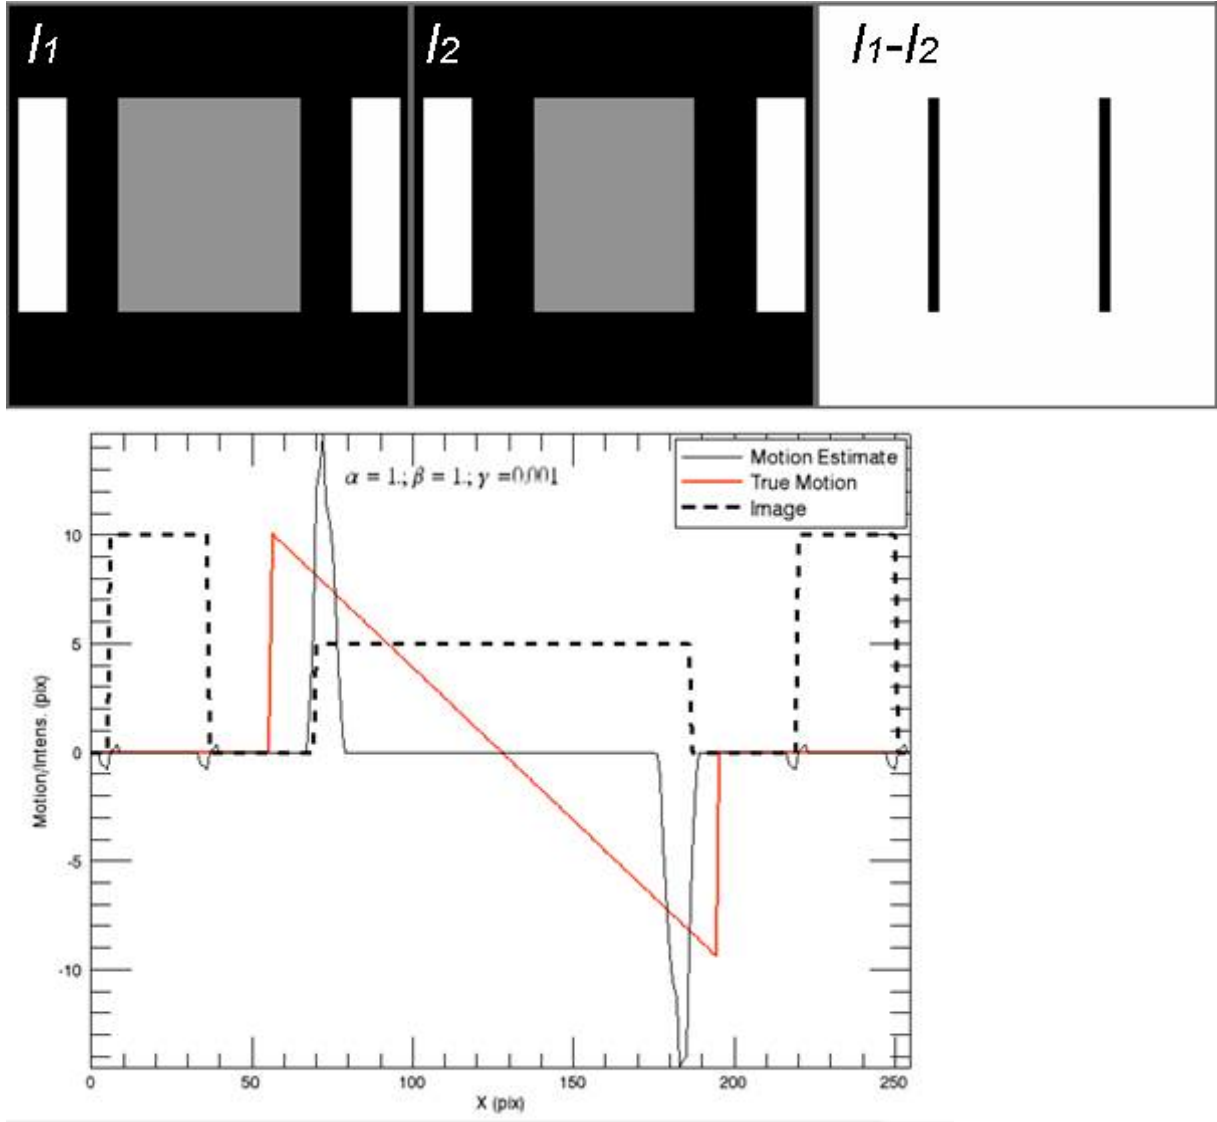 I1
I2
I1-I2
α = 1.; β = 1.; γ =0.001
Motion Estimate
True Motion
Image
10
5
0
-5
-10
Motion/Intens. (pix)
0
50
100
150
200
250
X (pix)